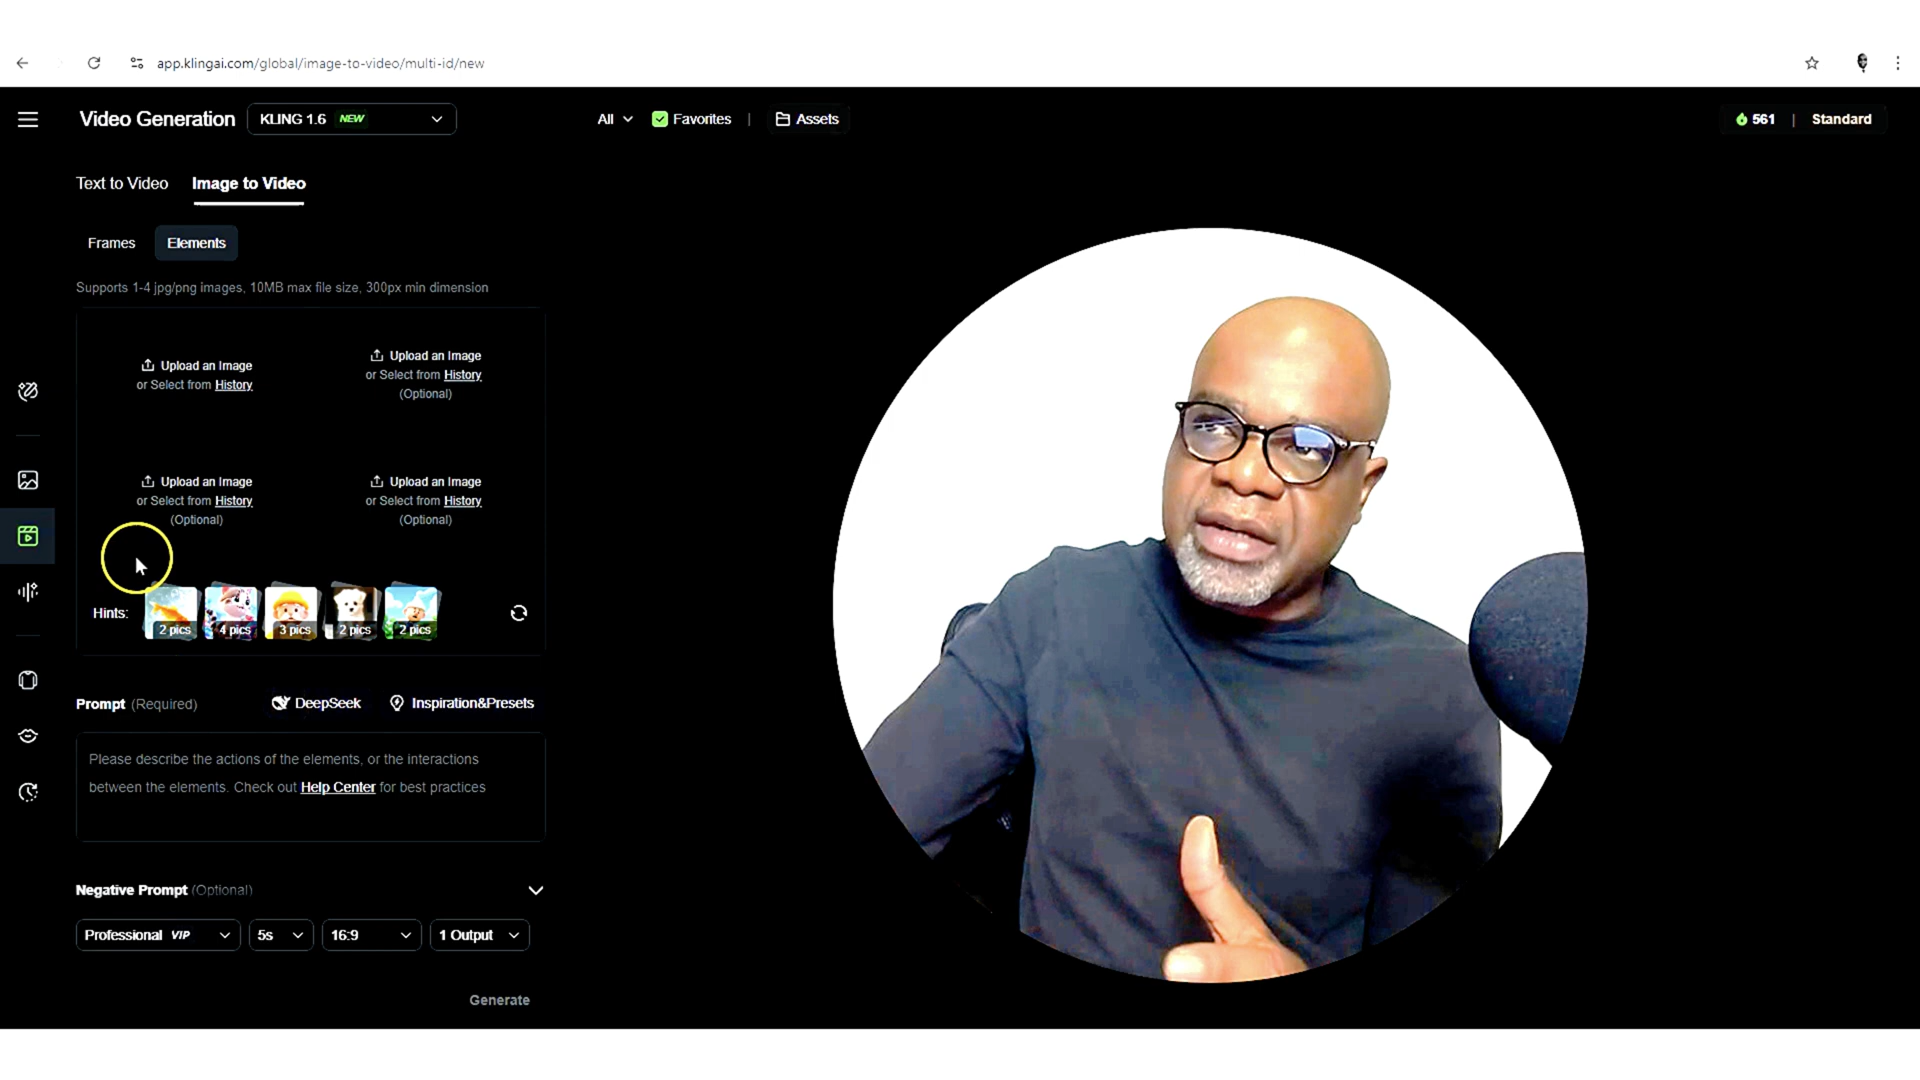 app.klingai.com/global/image-to-video/multi-id/new
Video Generation
KLING 1.6 NEW
All
Favorites
|
Assets
561 | Standard
Text to Video
Image to Video
Frames
Elements
Supports 1-4 jpg/png images, 10MB max file size, 300px min dimension
Upload an Image
or Select from History
Upload an Image
or Select from History
(Optional)
Upload an Image
or Select from History
(Optional)
Upload an Image
or Select from History
(Optional)
Hints:
2 pics
4 pics
3 pics
2 pics
2 pics
Prompt (Required)
DeepSeek
Inspiration&Presets
Please describe the actions of the elements, or the interactions
between the elements. Check out Help Center for best practices
Negative Prompt (Optional)
Professional VIP
5s
16:9
1 Output
Generate